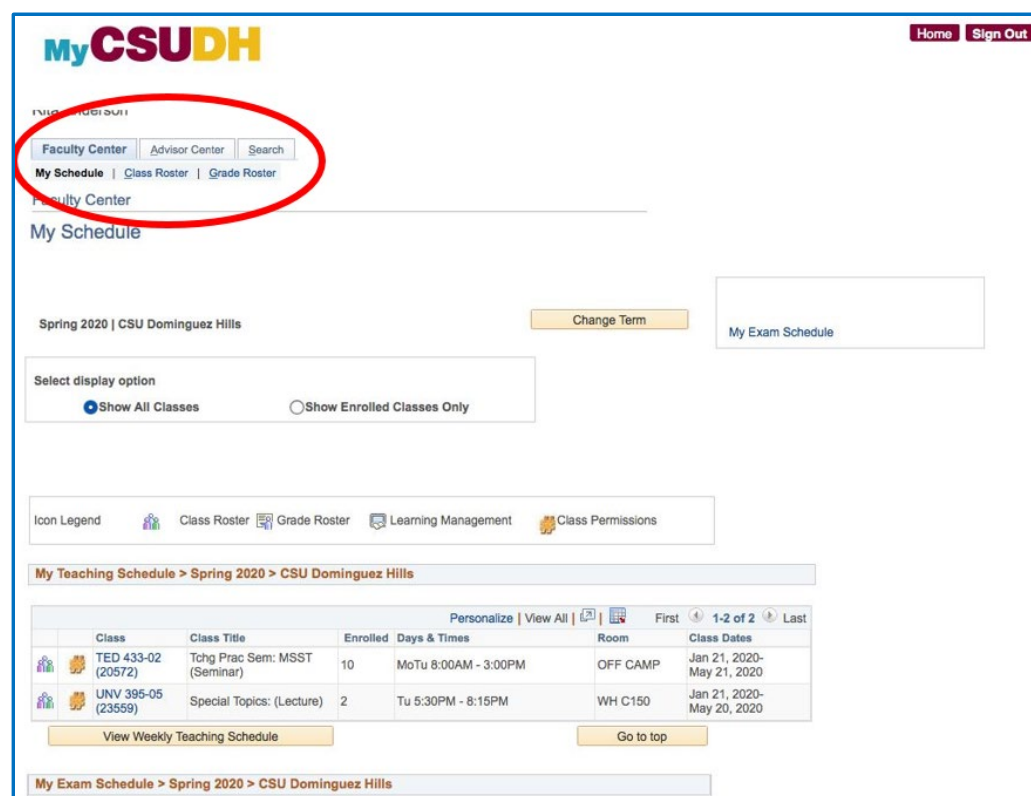 MyCSUDH
Home Sign Out
Faculty Center Advisor Center Search
My Schedule | Class Roster | Grade Roster
Faculty Center
My Schedule
Spring 2020 | CSU Dominguez Hills
Change Term
My Exam Schedule
Select display option
Show All Classes Show Enrolled Classes Only
Icon Legend Class Roster Grade Roster Learning Management Class Permissions
My Teaching Schedule > Spring 2020 > CSU Dominguez Hills
Personalize | View All | | First 1-2 of 2 Last
Class Class Title Enrolled Days & Times Room Class Dates
TED 433-02 (20572) Tchg Prac Sem: MSST (Seminar) 10 MoTu 8:00AM - 3:00PM OFF CAMP Jan 21, 2020- May 21, 2020
UNV 395-05 (23559) Special Topics: (Lecture) 2 Tu 5:30PM - 8:15PM WH C150 Jan 21, 2020- May 20, 2020
View Weekly Teaching Schedule Go to top
My Exam Schedule > Spring 2020 > CSU Dominguez Hills